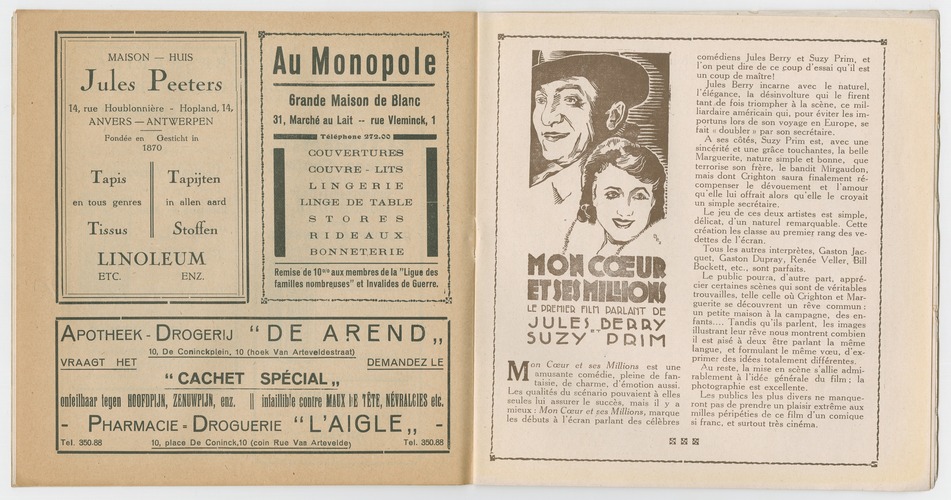 MAISON — HUIS
Jules Peeters
14, rue Houblonnière - Hopland, 14,
ANVERS — ANTWERPEN
Fondée en Gesticht in
1870
Tapis Tapijten
en tous genres in allen aard
Tissus Stoffen
LINOLEUM
ETC. ENZ.
Au Monopole
Grande Maison de Blanc
31, Marché au Lait -- rue Vleminck, 1
Téléphone 272.00
COUVERTURES
COUVRE - LITS
LINGERIE
LINGE DE TABLE
STORES
RIDEAUX
BONNETERIE
Remise de 10% aux membres de la "Ligue des
familles nombreuses" et Invalides de Guerre.
APOTHEEK - DROGERIJ "DE AREND„
10, De Coninckplein, 10 (hoek Van Arteveldestraat)
VRAAGT HET DEMANDEZ LE
"CACHET SPÉCIAL„
onfeilbaar tegen HOOFDPIJN, ZENUWPIJN, enz. || infaillible contre MAUX DE TÊTE, NÉVRALGIES etc.
- PHARMACIE - DROGUERIE "L'AIGLE„ -
Tel. 350.88 10, place De Coninck, 10 (coin Rue Van Artevelde) Tel. 350.88
MON CŒUR
ET SES MILLIONS
LE PREMIER FILM PARLANT DE
JULES BERRY
ET
SUZY PRIM
Mon Cœur et ses Millions est une
amusante comédie, pleine de fan-
taisie, de charme, d'émotion aussi.
Les qualités du scénario pouvaient à elles
seules lui assurer le succès, mais il y a
mieux : Mon Cœur et ses Millions, marque
les débuts à l'écran parlant des célèbres
comédiens Jules Berry et Suzy Prim, et
l'on peut dire de ce coup d'essai qu'il est
un coup de maître!
Jules Berry incarne avec le naturel,
l'élégance, la désinvolture qui le firent
tant de fois triompher à la scène, ce mil-
liardaire américain qui, pour éviter les im-
portuns lors de son voyage en Europe, se
fait « doubler » par son secrétaire.
A ses côtés, Suzy Prim est, avec une
sincérité et une grâce touchantes, la belle
Marguerite, nature simple et bonne, que
terrorise son frère, le bandit Mirgaudon,
mais dont Crighton saura finalement ré-
compenser le dévouement et l'amour
qu'elle lui offrait alors qu'elle le croyait
un simple secrétaire.
Le jeu de ces deux artistes est simple,
délicat, d'un naturel remarquable. Cette
création les classe au premier rang des ve-
dettes de l'écran.
Tous les autres interprètes, Gaston Jac-
quet, Gaston Dupray, Renée Veller, Bill
Bockett, etc., sont parfaits.
Le public pourra, d'autre part, appré-
cier certaines scènes qui sont de véritables
trouvailles, telle celle où Crighton et Mar-
guerite se découvrent un rêve commun :
un petite maison à la campagne, des en-
fants.... Tandis qu'ils parlent, les images
illustrant leur rêve nous montrent combien
il est aisé à deux être parlant la même
langue, et formulant le même vœu, d'ex-
primer des idées totalement différentes.
Au reste, la mise en scène s'allie admi-
rablement à l'idée générale du film ; la
photographie est excellente.
Les publics les plus divers ne manque-
ront pas de prendre un plaisir extrême aux
milles péripéties de ce film d'un comique
si franc, et surtout très cinéma.